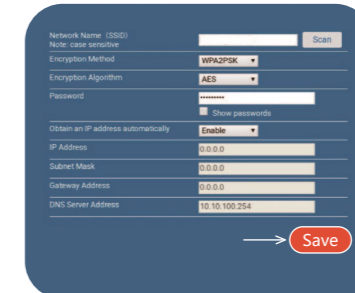 Network Name (SSID)
Note: case sensitive
Scan
Encryption Method
WPA2PSK
Encryption Algorithm
AES
Password
••••••••• 
Show passwords
Obtain an IP address automatically
Enable
IP Address
0.0.0.0
Subnet Mask
0.0.0.0
Gateway Address
0.0.0.0
DNS Server Address
10.10.100.254
Save